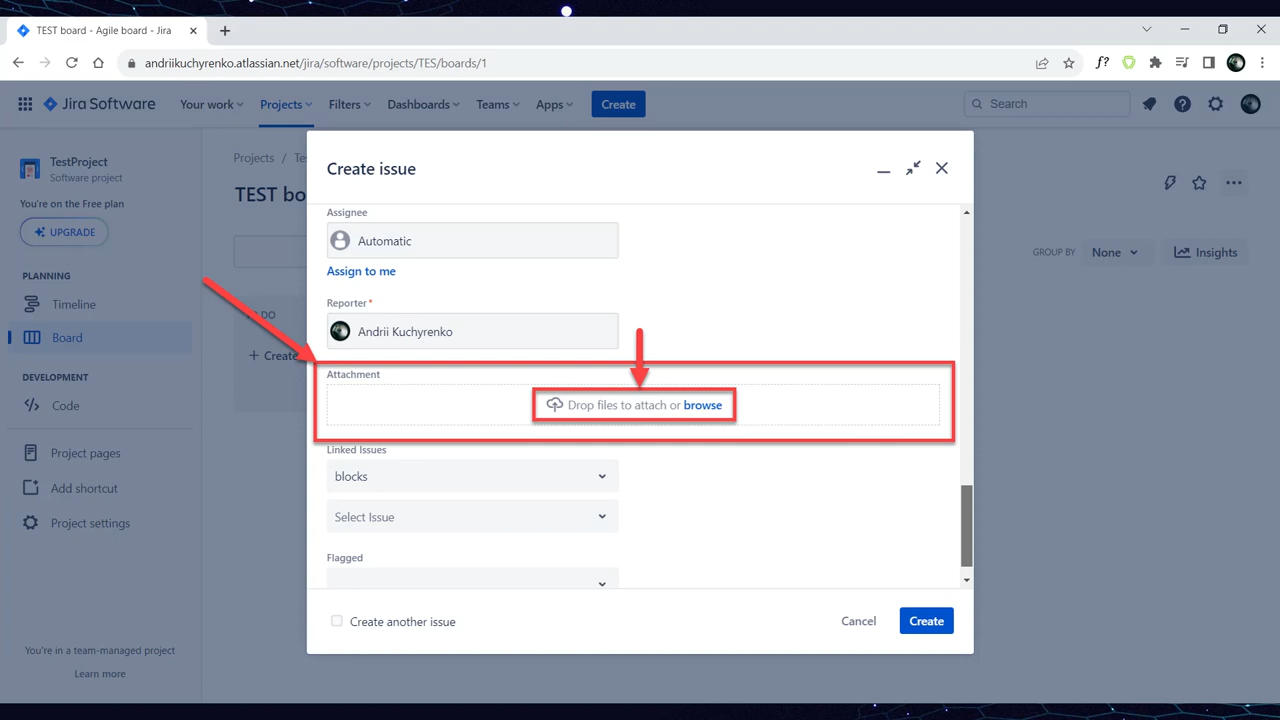 TEST board - Agile board - Jira
andriikuchyrenko.atlassian.net/jira/software/projects/TES/boards/1
f?
Jira Software Your work Projects Filters Dashboards Teams Apps Create Search
TestProject
Software project
You're on the Free plan
UPGRADE
PLANNING
Timeline
Board
DEVELOPMENT
Code
Project pages
Add shortcut
Project settings
You're in a team-managed project
Learn more
Projects / Te
TEST bo
GROUP BY None Insights
O DO
+ Create
Create issue
Assignee
Automatic
Assign to me
Reporter*
Andrii Kuchyrenko
Attachment
Drop files to attach or browse
Linked Issues
blocks
Select Issue
Flagged
Create another issue
Cancel Create